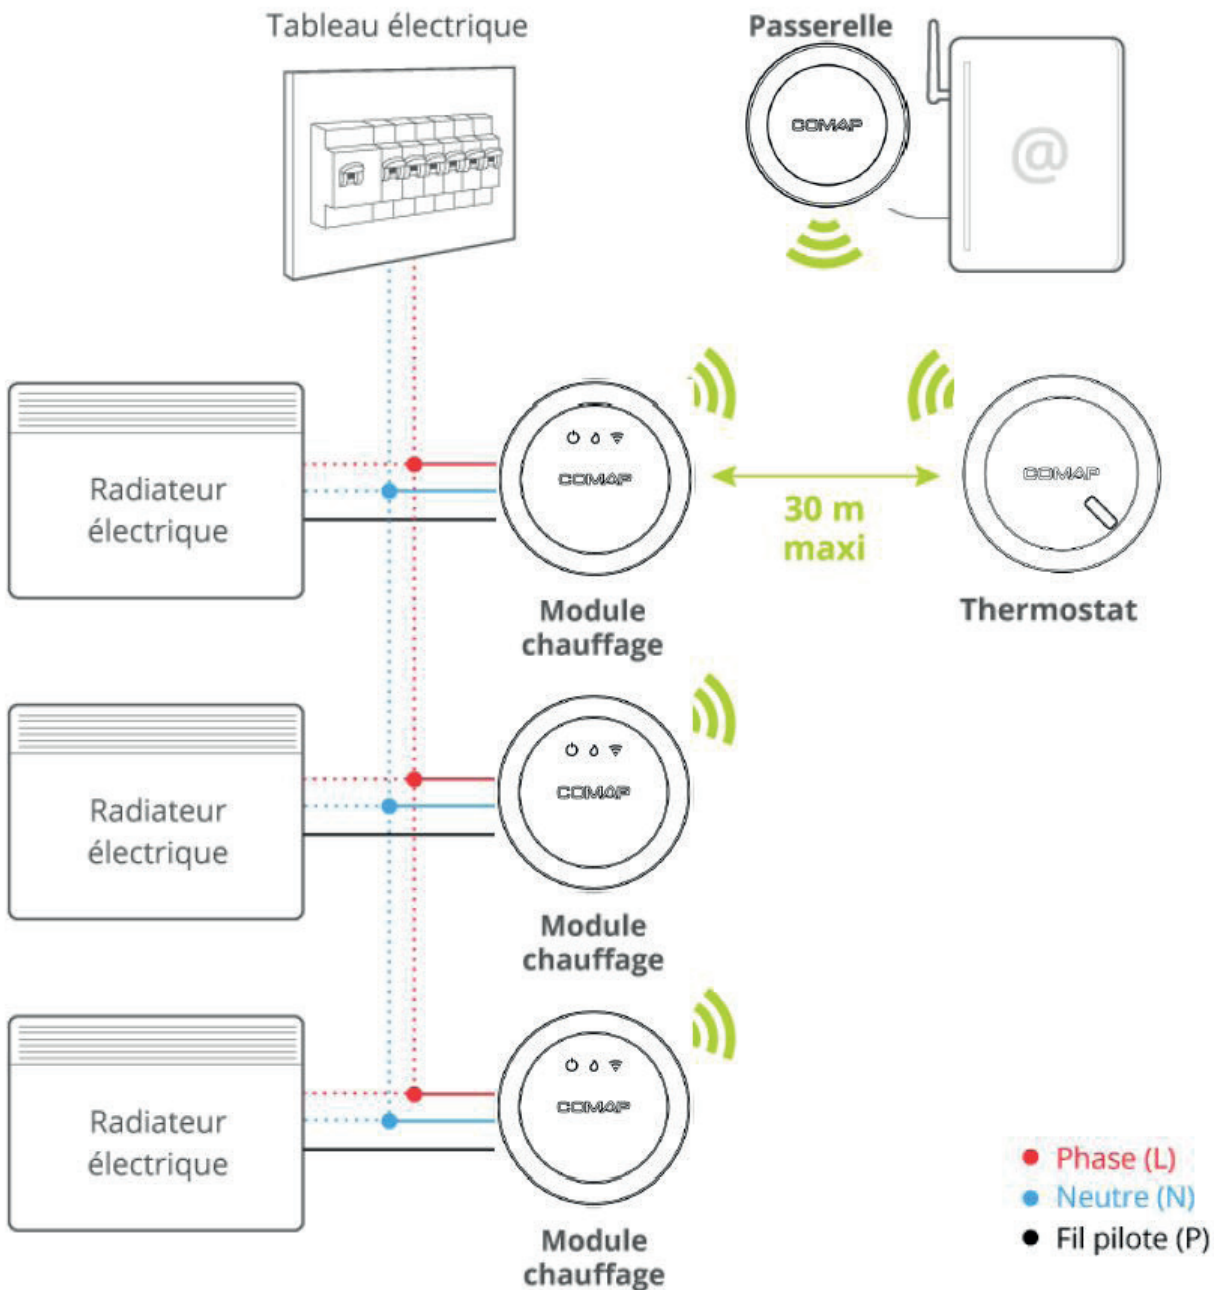 Tableau électrique
Passerelle
COMAP
@
Radiateur
électrique
COMAP
30 m
maxi
COMAP
Module
chauffage
Thermostat
Radiateur
électrique
COMAP
Module
chauffage
Radiateur
électrique
COMAP
Module
chauffage
Phase (L)
Neutre (N)
Fil pilote (P)